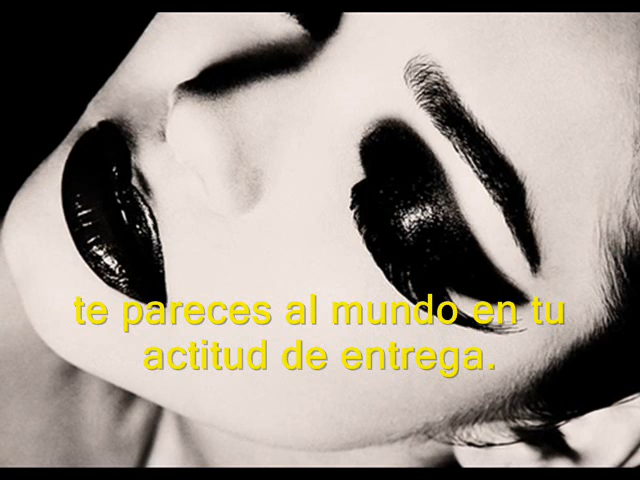 te pareces al mundo en tu
actitud de entrega.